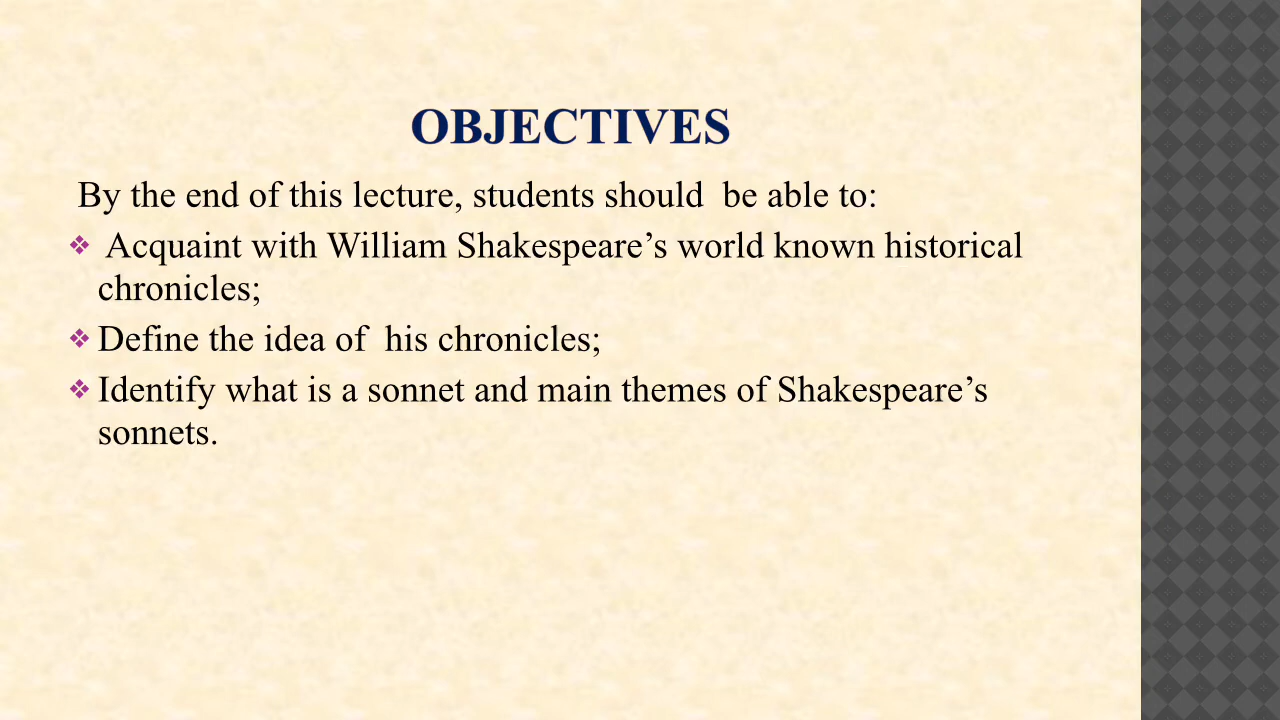 OBJECTIVES
By the end of this lecture, students should  be able to:
❖ Acquaint with William Shakespeare’s world known historical
chronicles;
❖ Define the idea of  his chronicles;
❖ Identify what is a sonnet and main themes of Shakespeare’s
sonnets.